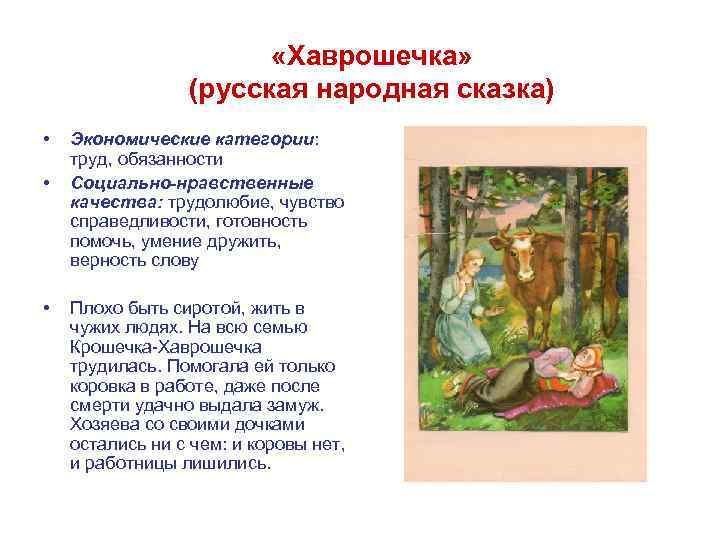 «Хаврошечка»
(русская народная сказка)
• Экономические категории:
труд, обязанности
• Социально-нравственные
качества: трудолюбие, чувство
справедливости, готовность
помочь, умение дружить,
верность слову
• Плохо быть сиротой, жить в
чужих людях. На всю семью
Крошечка-Хаврошечка
трудилась. Помогала ей только
коровка в работе, даже после
смерти удачно выдала замуж.
Хозяева со своими дочками
остались ни с чем: и коровы нет,
и работницы лишились.